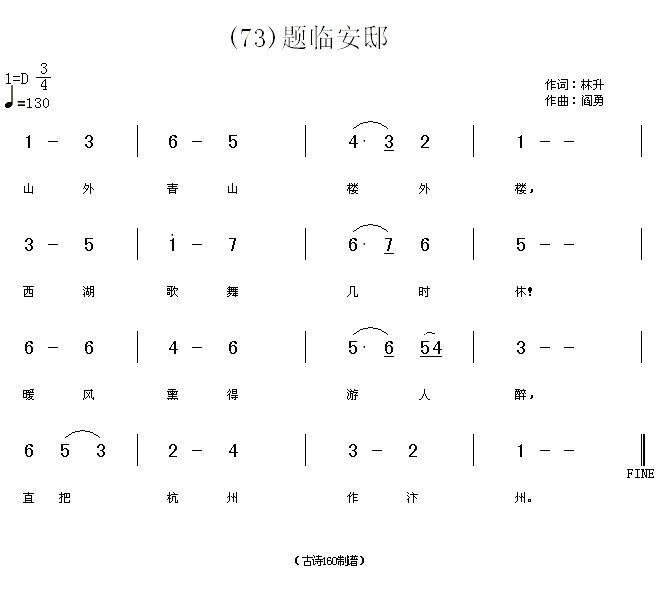 (73)题临安邸
1=D 3/4
♩=130
作词：林升
作曲：阎勇
1 - 3 | 6 - 5 | 4· 3 2 | 1 - - |
山 外 青 山 楼 外 楼，
3 - 5 | i - 7 | 6· 7 6 | 5 - - |
西 湖 歌 舞 几 时 休！
6 - 6 | 4 - 6 | 5· 6 54 | 3 - - |
暖 风 熏 得 游 人 醉，
6 5 3 | 2 - 4 | 3 - 2 | 1 - - ‖
FINE
直 把 杭 州 作 汴 州。
（古诗160制谱）